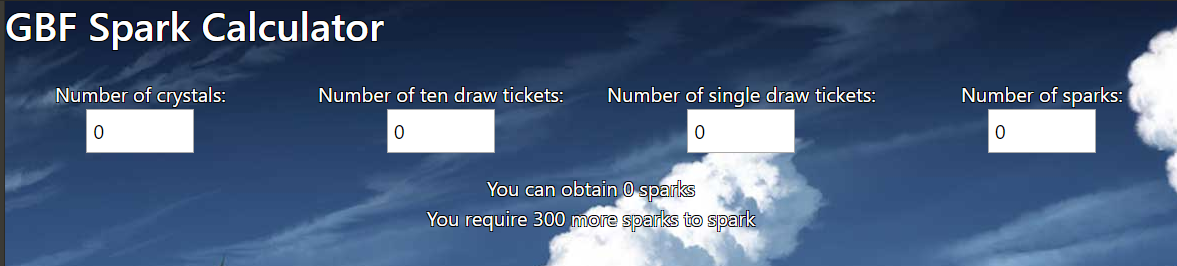 GBF Spark Calculator
Number of crystals: Number of ten draw tickets: Number of single draw tickets: Number of sparks:
0 0 0 0
You can obtain 0 sparks
You require 300 more sparks to spark